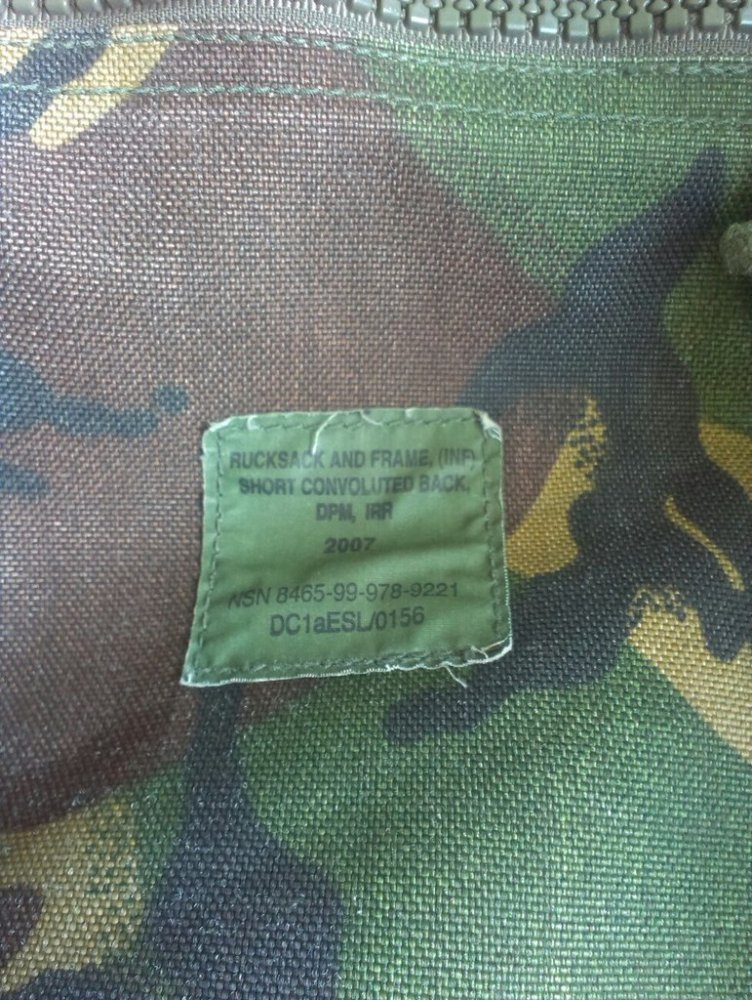 RUCKSACK AND FRAME, (INF)
SHORT CONVOLUTED BACK,
DPM, IRR
2007
NSN 8465-99-978-9221
DC1aESL/0156